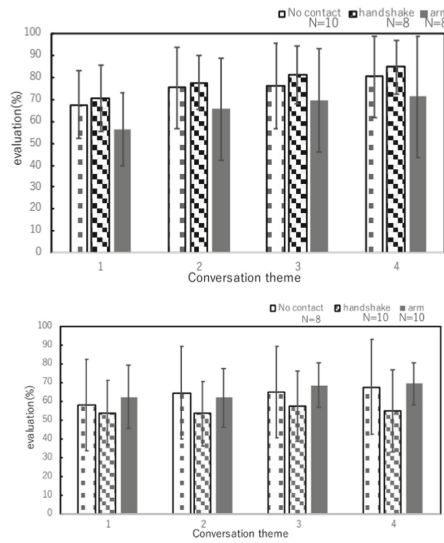 No contact handshake arm
N=10 N=8 N=8
evaluation(%)
100
90
80
70
60
50
40
30
20
10
0
1 2 3 4
Conversation theme
No contact handshake arm
N=8 N=10 N=10
evaluation(%)
100
90
80
70
60
50
40
30
20
10
0
1 2 3 4
Conversation theme